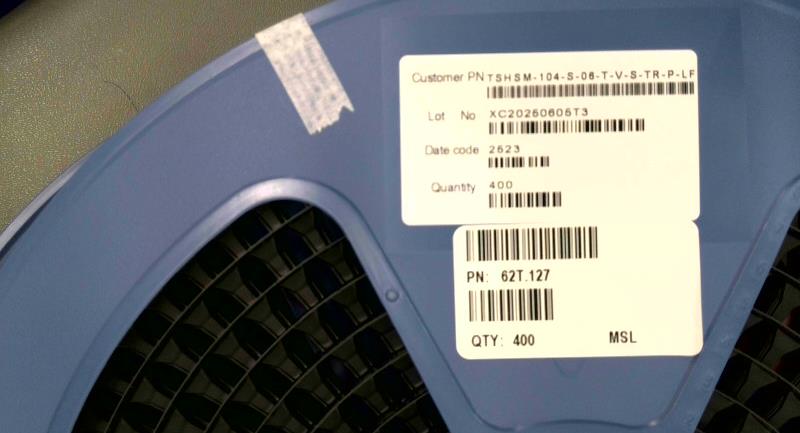 Customer PN TSHSM-104-S-06-T-V-S-TR-P-LF
Lot No XC20250605T3
Date code 2523
Quantity 400
PN: 62T.127
QTY: 400 MSL